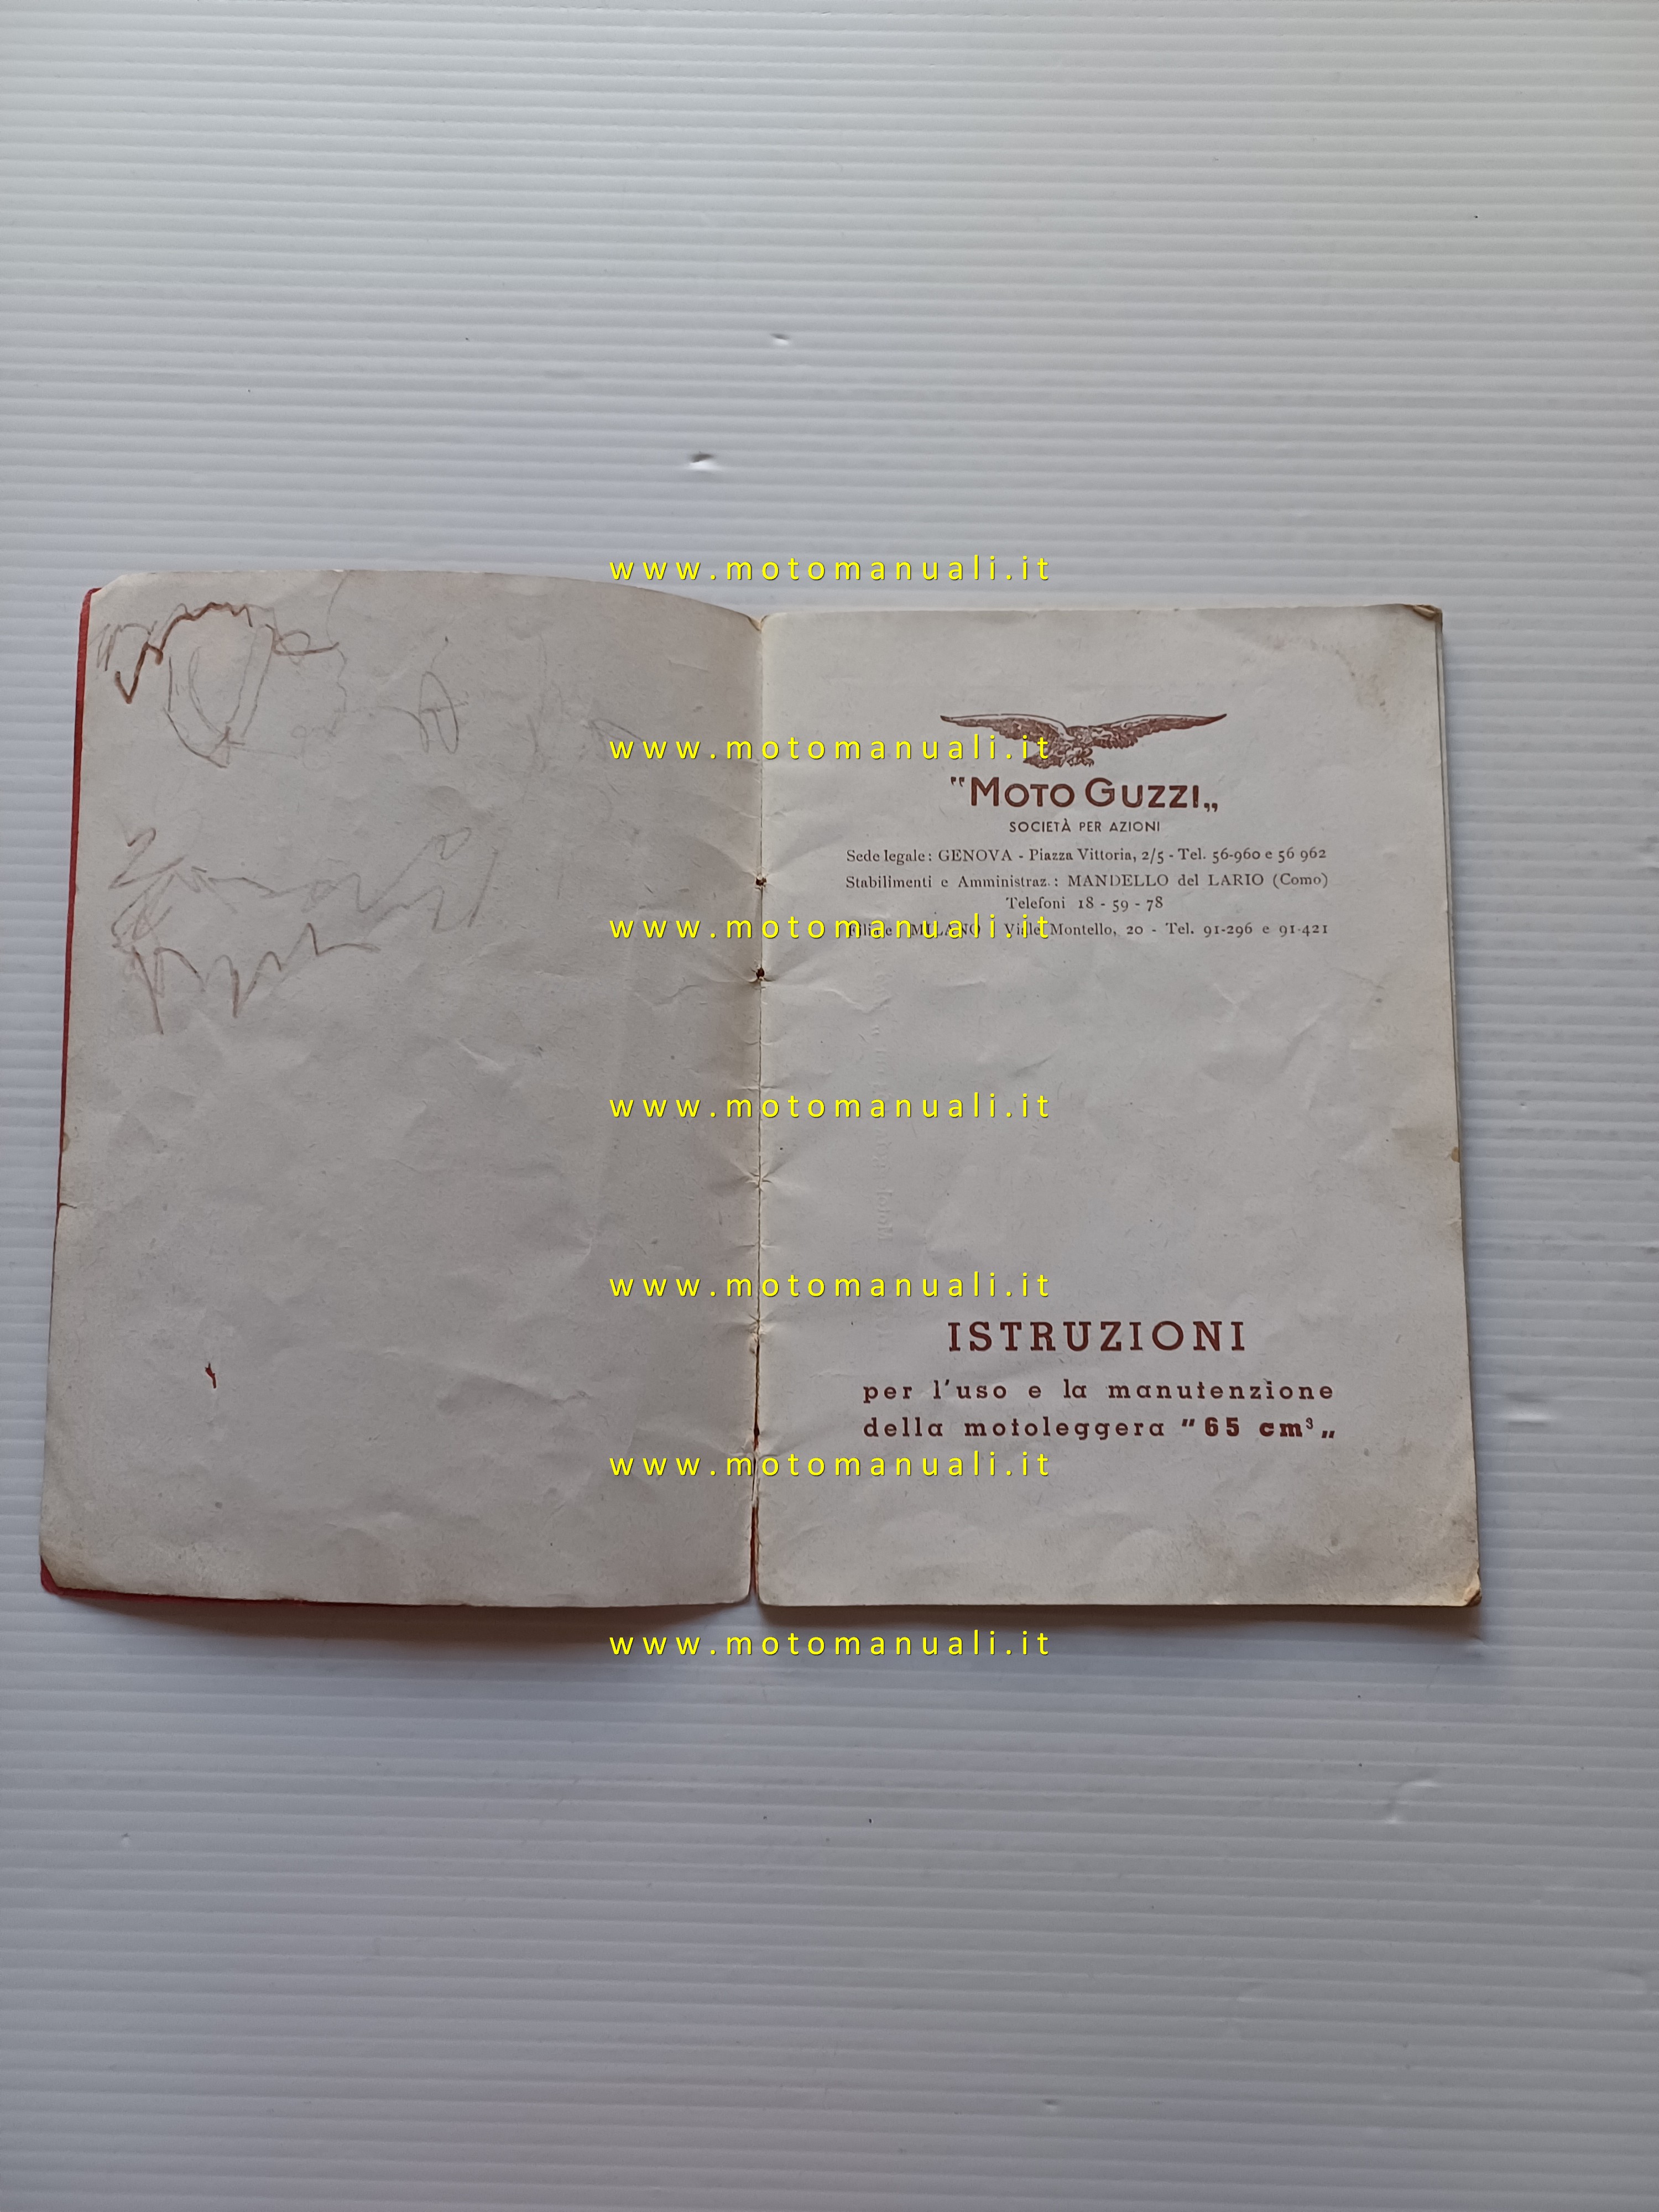 www.motomanuali.it
www.motomanuali.it
"MOTO GUZZI„
SOCIETÀ PER AZIONI
Sede legale: GENOVA - Piazza Vittoria, 2/5 - Tel. 56-960 e 56 962
Stabilimenti e Amministraz.: MANDELLO del LARIO (Como)
Telefoni 18 - 59 - 78
Filiale MILANO Viale Montello, 20 - Tel. 91-296 e 91-421
www.motomanuali.it
www.motomanuali.it
www.motomanuali.it
ISTRUZIONI
per l'uso e la manutenzione
della motoleggera "65 cm³„
www.motomanuali.it
www.motomanuali.it